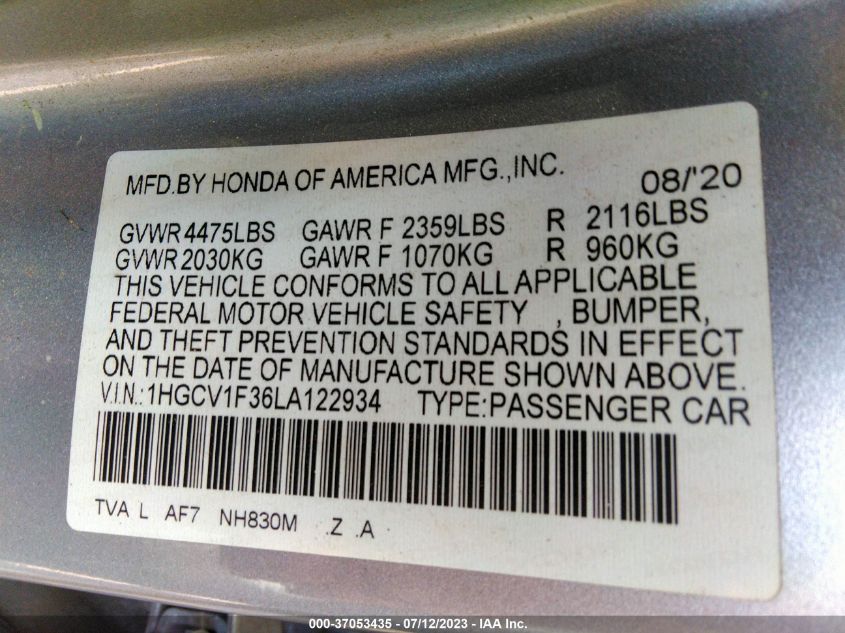 MFD.BY HONDA OF AMERICA MFG.,INC. 08/'20
GVWR 4475LBS GAWR F 2359LBS R 2116LBS
GVWR 2030KG GAWR F 1070KG R 960KG
THIS VEHICLE CONFORMS TO ALL APPLICABLE
FEDERAL MOTOR VEHICLE SAFETY , BUMPER,
AND THEFT PREVENTION STANDARDS IN EFFECT
ON THE DATE OF MANUFACTURE SHOWN ABOVE.
V.I.N.:1HGCV1F36LA122934 TYPE:PASSENGER CAR
TVA L AF7 NH830M .Z .A
000-37053435 - 07/12/2023 - IAA Inc.